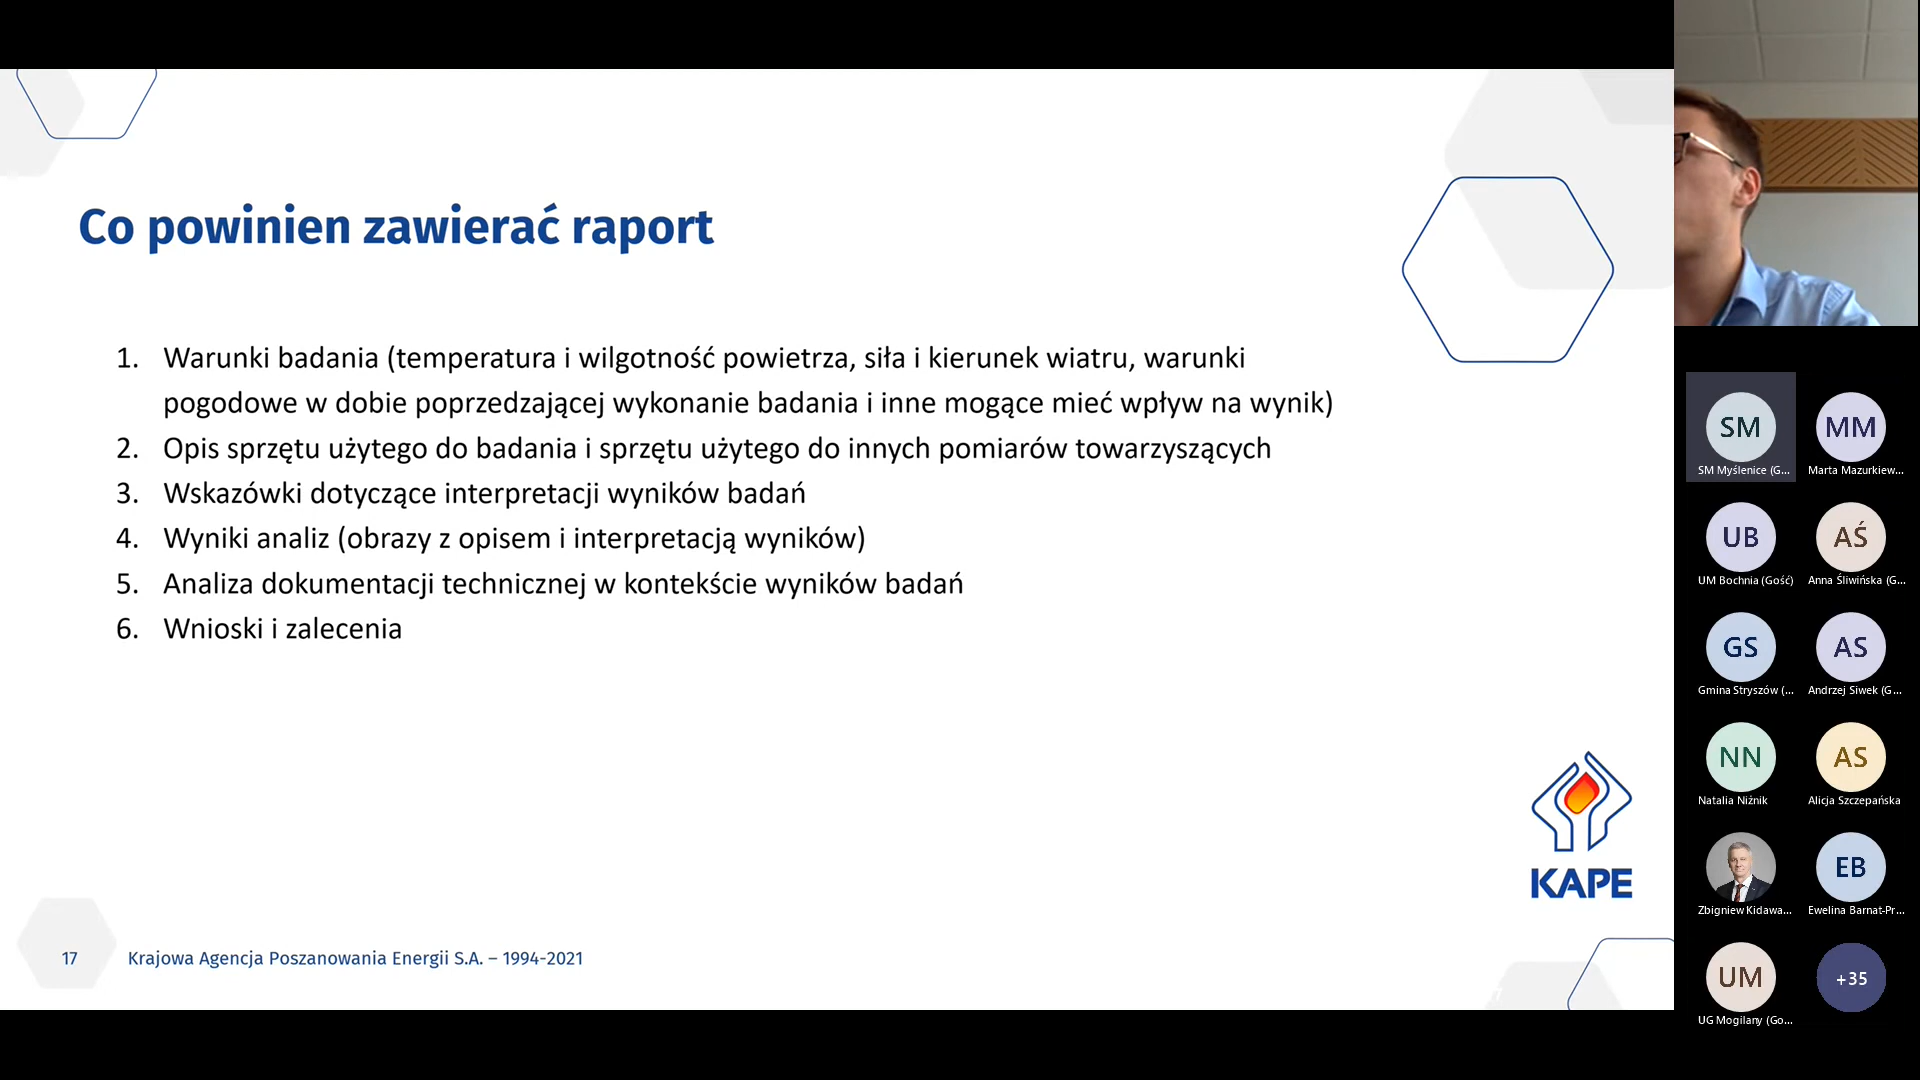 Co powinien zawierać raport
1. Warunki badania (temperatura i wilgotność powietrza, siła i kierunek wiatru, warunki
pogodowe w dobie poprzedzającej wykonanie badania i inne mogące mieć wpływ na wynik)
2. Opis sprzętu użytego do badania i sprzętu użytego do innych pomiarów towarzyszących
3. Wskazówki dotyczące interpretacji wyników badań
4. Wyniki analiz (obrazy z opisem i interpretacją wyników)
5. Analiza dokumentacji technicznej w kontekście wyników badań
6. Wnioski i zalecenia
KAPE
17 Krajowa Agencja Poszanowania Energii S.A. – 1994-2021
SM MM
SM Myślenice (G... Marta Mazurkiew...
UB AŚ
UM Bochnia (Gość) Anna Śliwińska (G...
GS AS
Gmina Stryszów (... Andrzej Siwek (G...
NN AS
Natalia Niżnik Alicja Szczepańska
EB
Zbigniew Kidawa... Ewelina Barnat-Pr...
UM +35
UG Mogilany (Go...